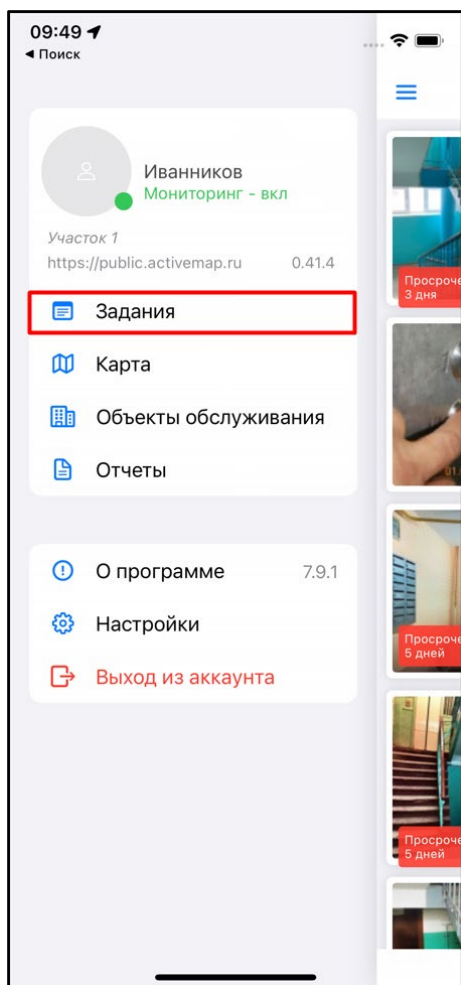 09:49
◀ Поиск
Иванников
Мониторинг - вкл
Участок 1
https://public.activemap.ru 0.41.4
Задания
Карта
Объекты обслуживания
Отчеты
О программе 7.9.1
Настройки
Выход из аккаунта
Просроче
3 дня
Просроче
5 дней
Просроче
5 дней